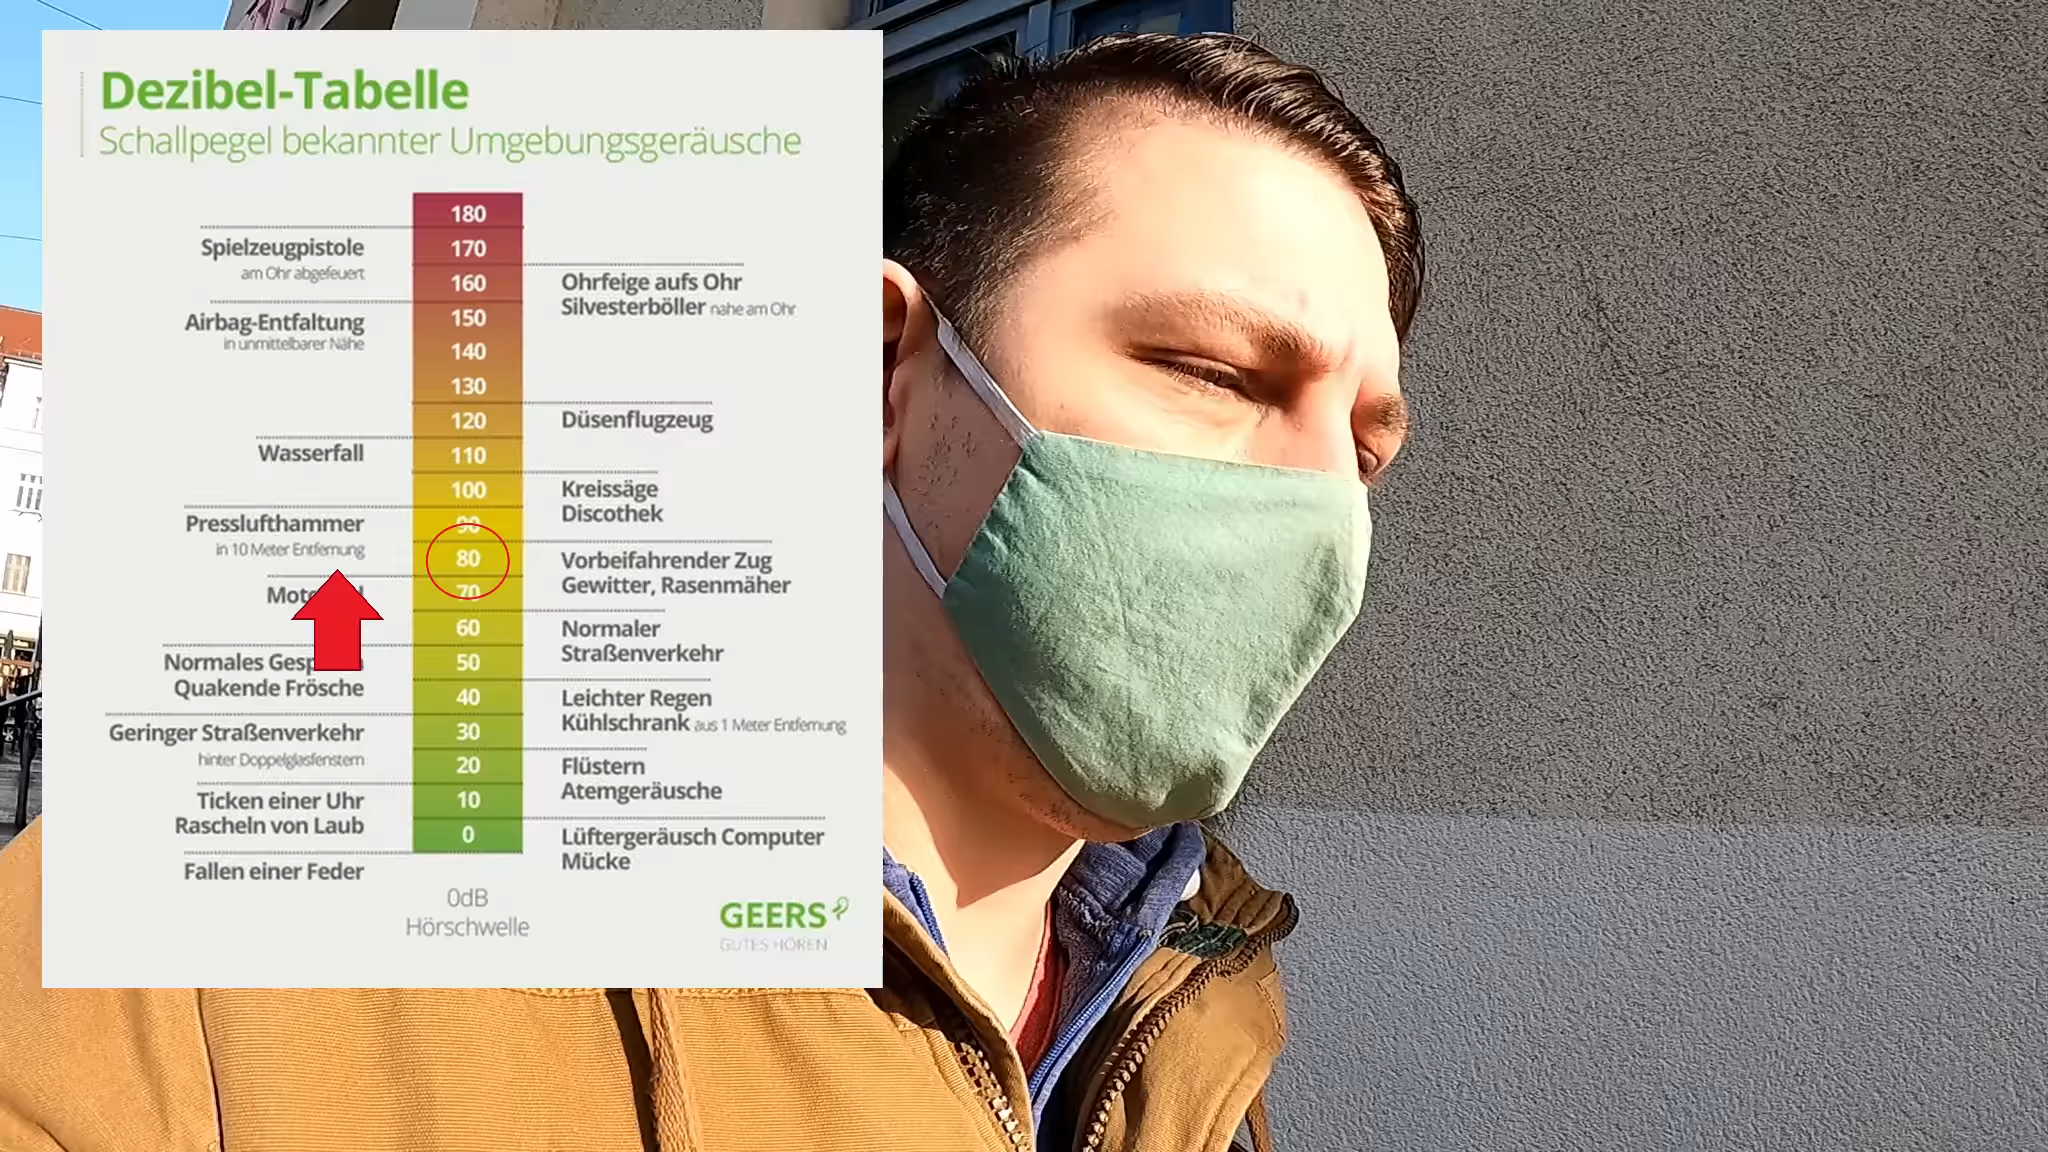 Dezibel-Tabelle
Schallpegel bekannter Umgebungsgeräusche
180
170
160
150
140
130
120
110
100
90
80
70
60
50
40
30
20
10
0
Spielzeugpistole
am Ohr abgefeuert
Airbag-Entfaltung
in unmittelbarer Nähe
Wasserfall
Presslufthammer
in 10 Meter Entfernung
Normales
Quakende Frösche
Geringer Straßenverkehr
hinter Doppelglasfenstern
Ticken einer Uhr
Rascheln von Laub
Fallen einer Feder
Ohrfeige aufs Ohr
Silvesterböller nahe am Ohr
Düsenflugzeug
Kreissäge
Discothek
Vorbeifahrender Zug
Gewitter, Rasenmäher
Normaler
Straßenverkehr
Leichter Regen
Kühlschrank aus 1 Meter Entfernung
Flüstern
Atemgeräusche
Lüftergeräusch Computer
Mücke
0dB
Hörschwelle
GEERS
GUTES HÖREN